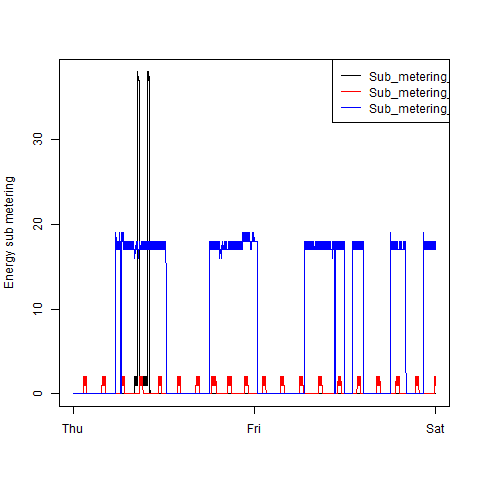 Sub_metering_
Sub_metering_
Sub_metering_
Energy sub metering
30
20
10
0
Thu
Fri
Sat